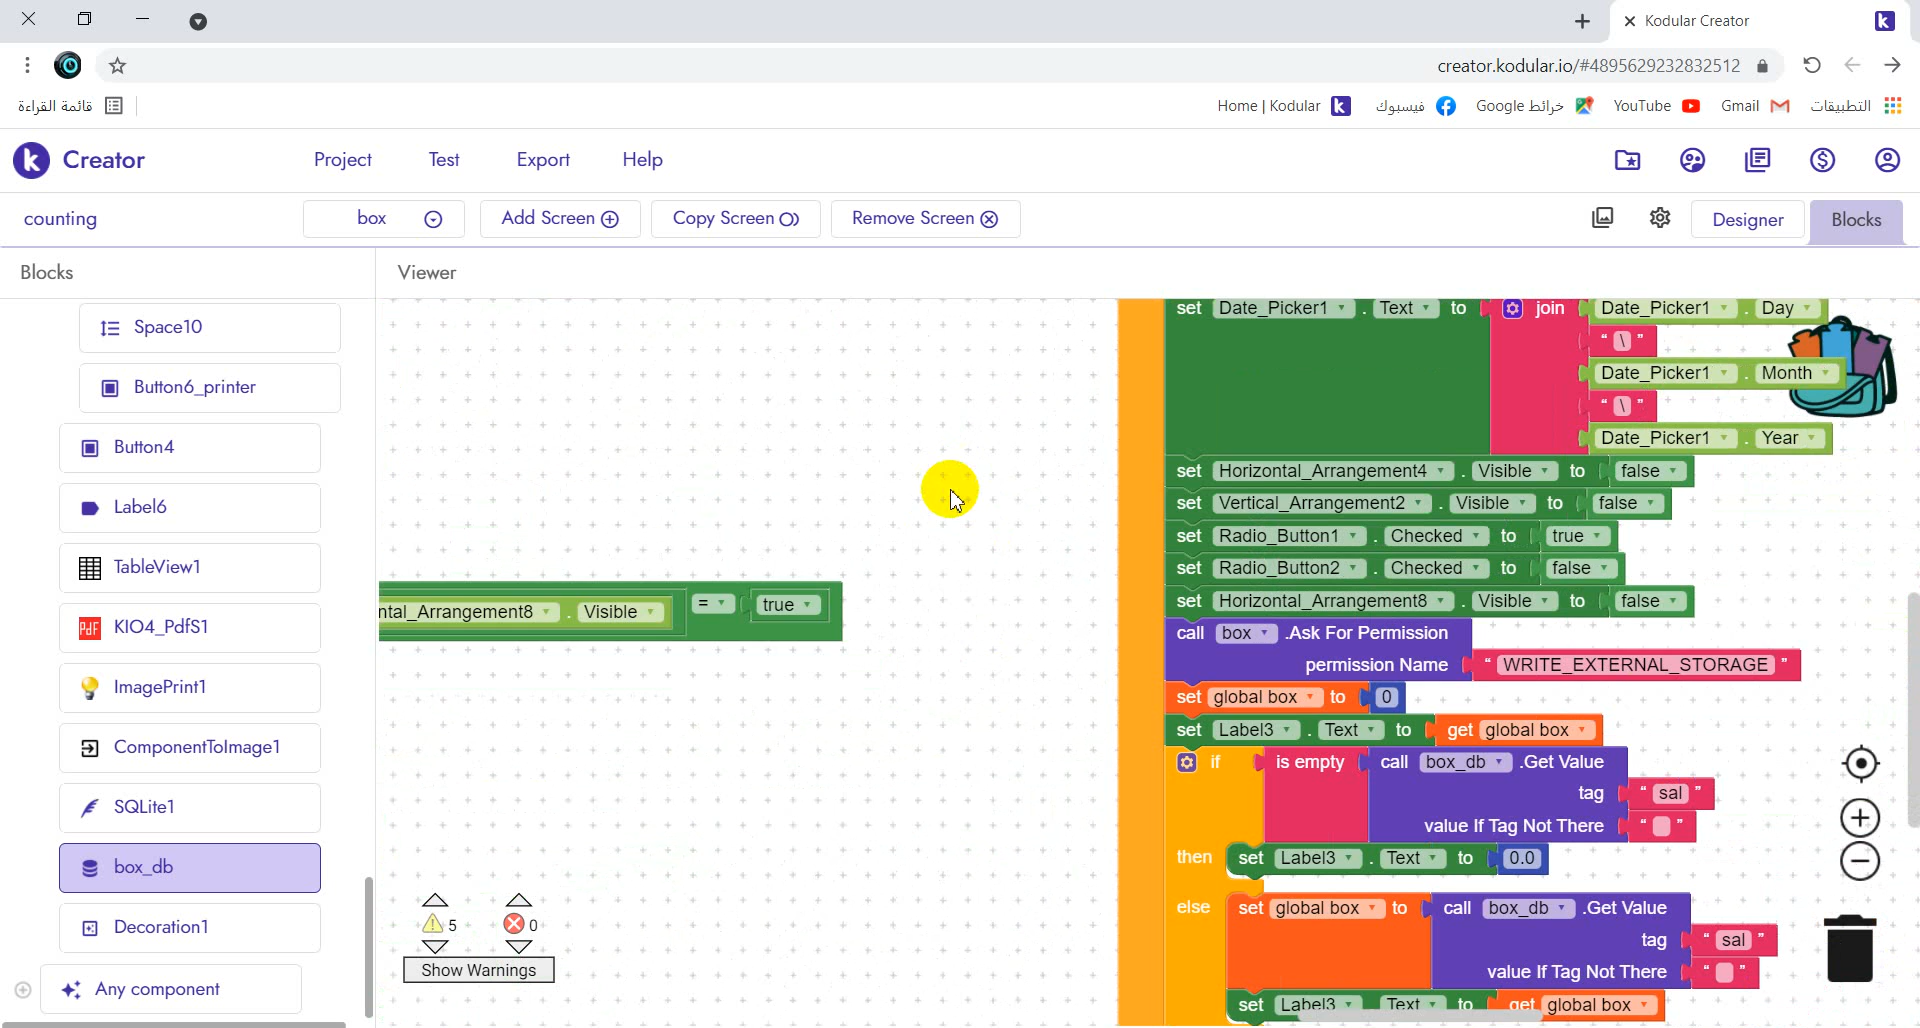 Kodular Creator
creator.kodular.io/#4895629232832512
قائمة القراءة
Home | Kodular
فيسبوك
خرائط Google
YouTube
Gmail
التطبيقات
Creator
Project
Test
Export
Help
counting
box
Add Screen
Copy Screen
Remove Screen
Designer
Blocks
Blocks
Viewer
Space10
Button6_printer
Button4
Label6
TableView1
KIO4_PdfS1
ImagePrint1
ComponentToImage1
SQLite1
box_db
Decoration1
Any component
ntal_Arrangement8 . Visible = true
5 0
Show Warnings
set Date_Picker1 . Text to join Date_Picker1 . Day
" \ "
Date_Picker1 . Month
" \ "
Date_Picker1 . Year
set Horizontal_Arrangement4 . Visible to false
set Vertical_Arrangement2 . Visible to false
set Radio_Button1 . Checked to true
set Radio_Button2 . Checked to false
set Horizontal_Arrangement8 . Visible to false
call box .Ask For Permission
permission Name " WRITE_EXTERNAL_STORAGE "
set global box to 0
set Label3 . Text to get global box
if is empty call box_db .Get Value
tag " sal "
value If Tag Not There " "
then set Label3 . Text to 0.0
else set global box to call box_db .Get Value
tag " sal "
value If Tag Not There " "
set Label3 . Text to get global box